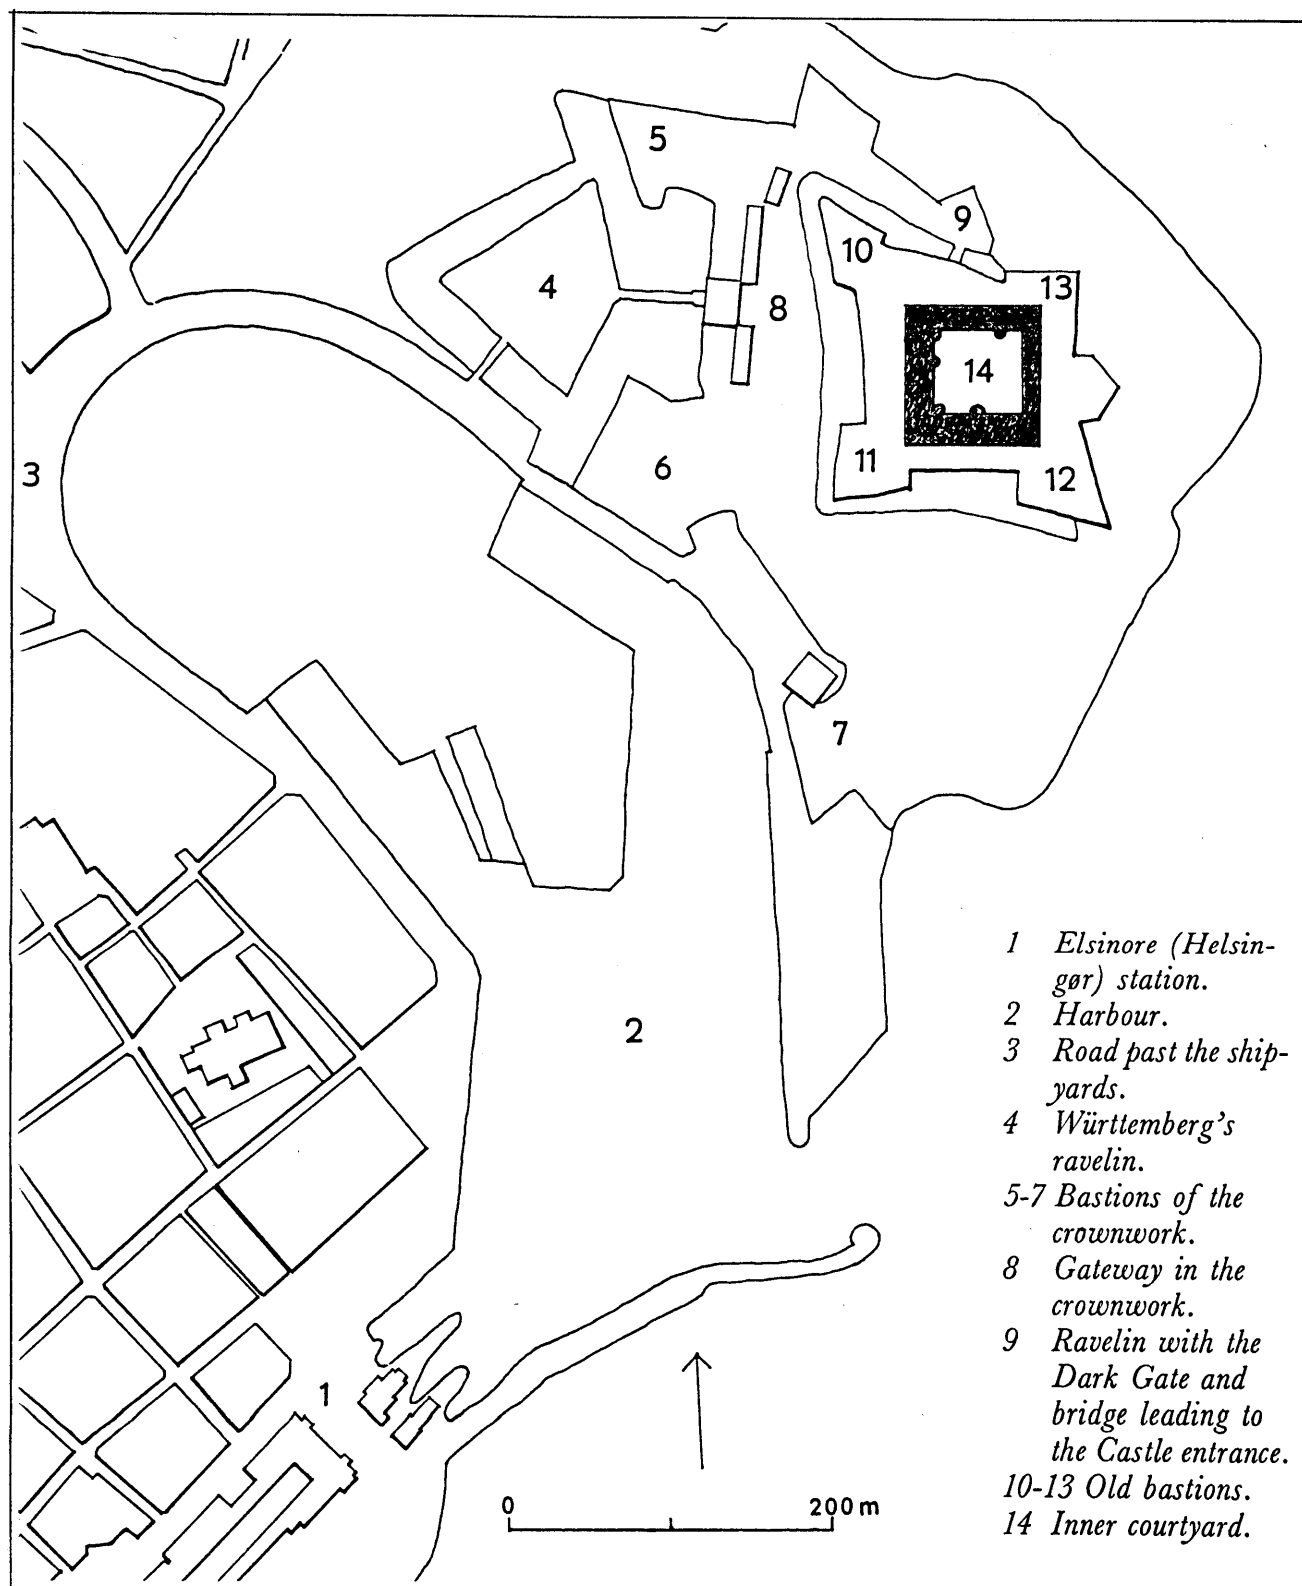 5
9
10
4
13
8
14
3
6
11
12
7
2
1
0 200 m
1 Elsinore (Helsin-
gør) station.
2 Harbour.
3 Road past the ship-
yards.
4 Württemberg's
ravelin.
5-7 Bastions of the
crownwork.
8 Gateway in the
crownwork.
9 Ravelin with the
Dark Gate and
bridge leading to
the Castle entrance.
10-13 Old bastions.
14 Inner courtyard.